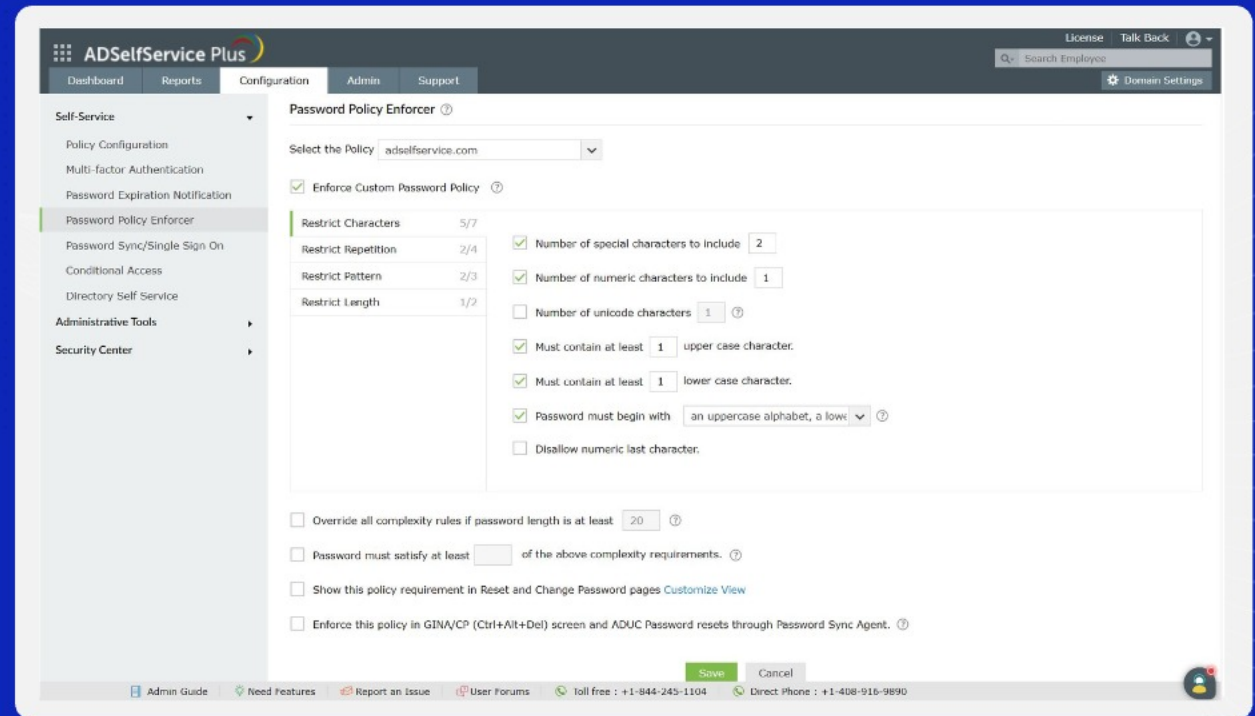 License Talk Back
ADSelfService Plus
Search Employee
Dashboard Reports Configuration Admin Support
Domain Settings
Self-Service
Policy Configuration
Multi-factor Authentication
Password Expiration Notification
Password Policy Enforcer
Password Sync/Single Sign On
Conditional Access
Directory Self Service
Administrative Tools
Security Center
Password Policy Enforcer
Select the Policy adselfservice.com
Enforce Custom Password Policy
Restrict Characters 5/7
Restrict Repetition 2/4
Restrict Pattern 2/3
Restrict Length 1/2
Number of special characters to include 2
Number of numeric characters to include 1
Number of unicode characters 1
Must contain at least 1 upper case character.
Must contain at least 1 lower case character.
Password must begin with an uppercase alphabet, a lowe
Disallow numeric last character.
Override all complexity rules if password length is at least 20
Password must satisfy at least of the above complexity requirements.
Show this policy requirement in Reset and Change Password pages Customize View
Enforce this policy in GINA/CP (Ctrl+Alt+Del) screen and ADUC Password resets through Password Sync Agent.
Save Cancel
Admin Guide Need Features Report an Issue User Forums Toll free : +1-844-245-1104 Direct Phone : +1-408-916-9890